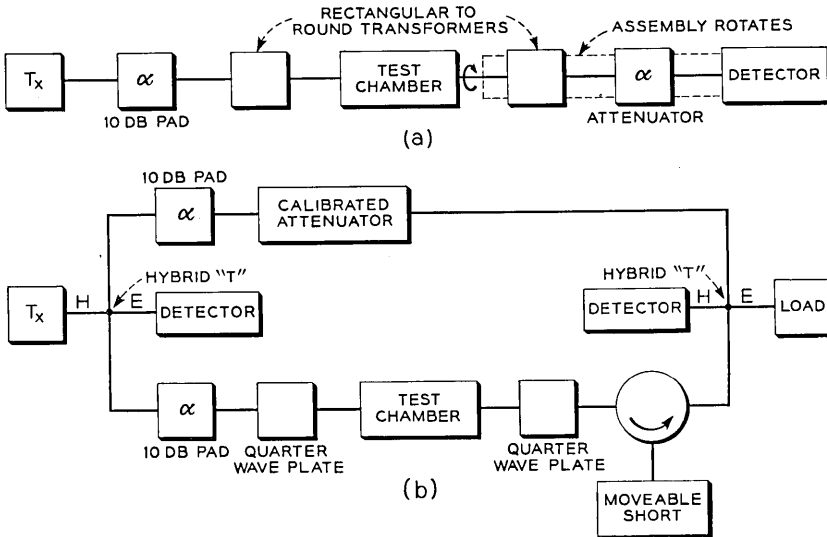 RECTANGULAR TO
ROUND TRANSFORMERS
ASSEMBLY ROTATES
Tx
α
10 DB PAD
TEST
CHAMBER
α
ATTENUATOR
DETECTOR
(a)
10 DB PAD
α
CALIBRATED
ATTENUATOR
Tx
H
HYBRID "T"
E
DETECTOR
HYBRID "T"
DETECTOR
H
E
LOAD
α
10 DB PAD
QUARTER
WAVE PLATE
TEST
CHAMBER
QUARTER
WAVE PLATE
MOVEABLE
SHORT
(b)